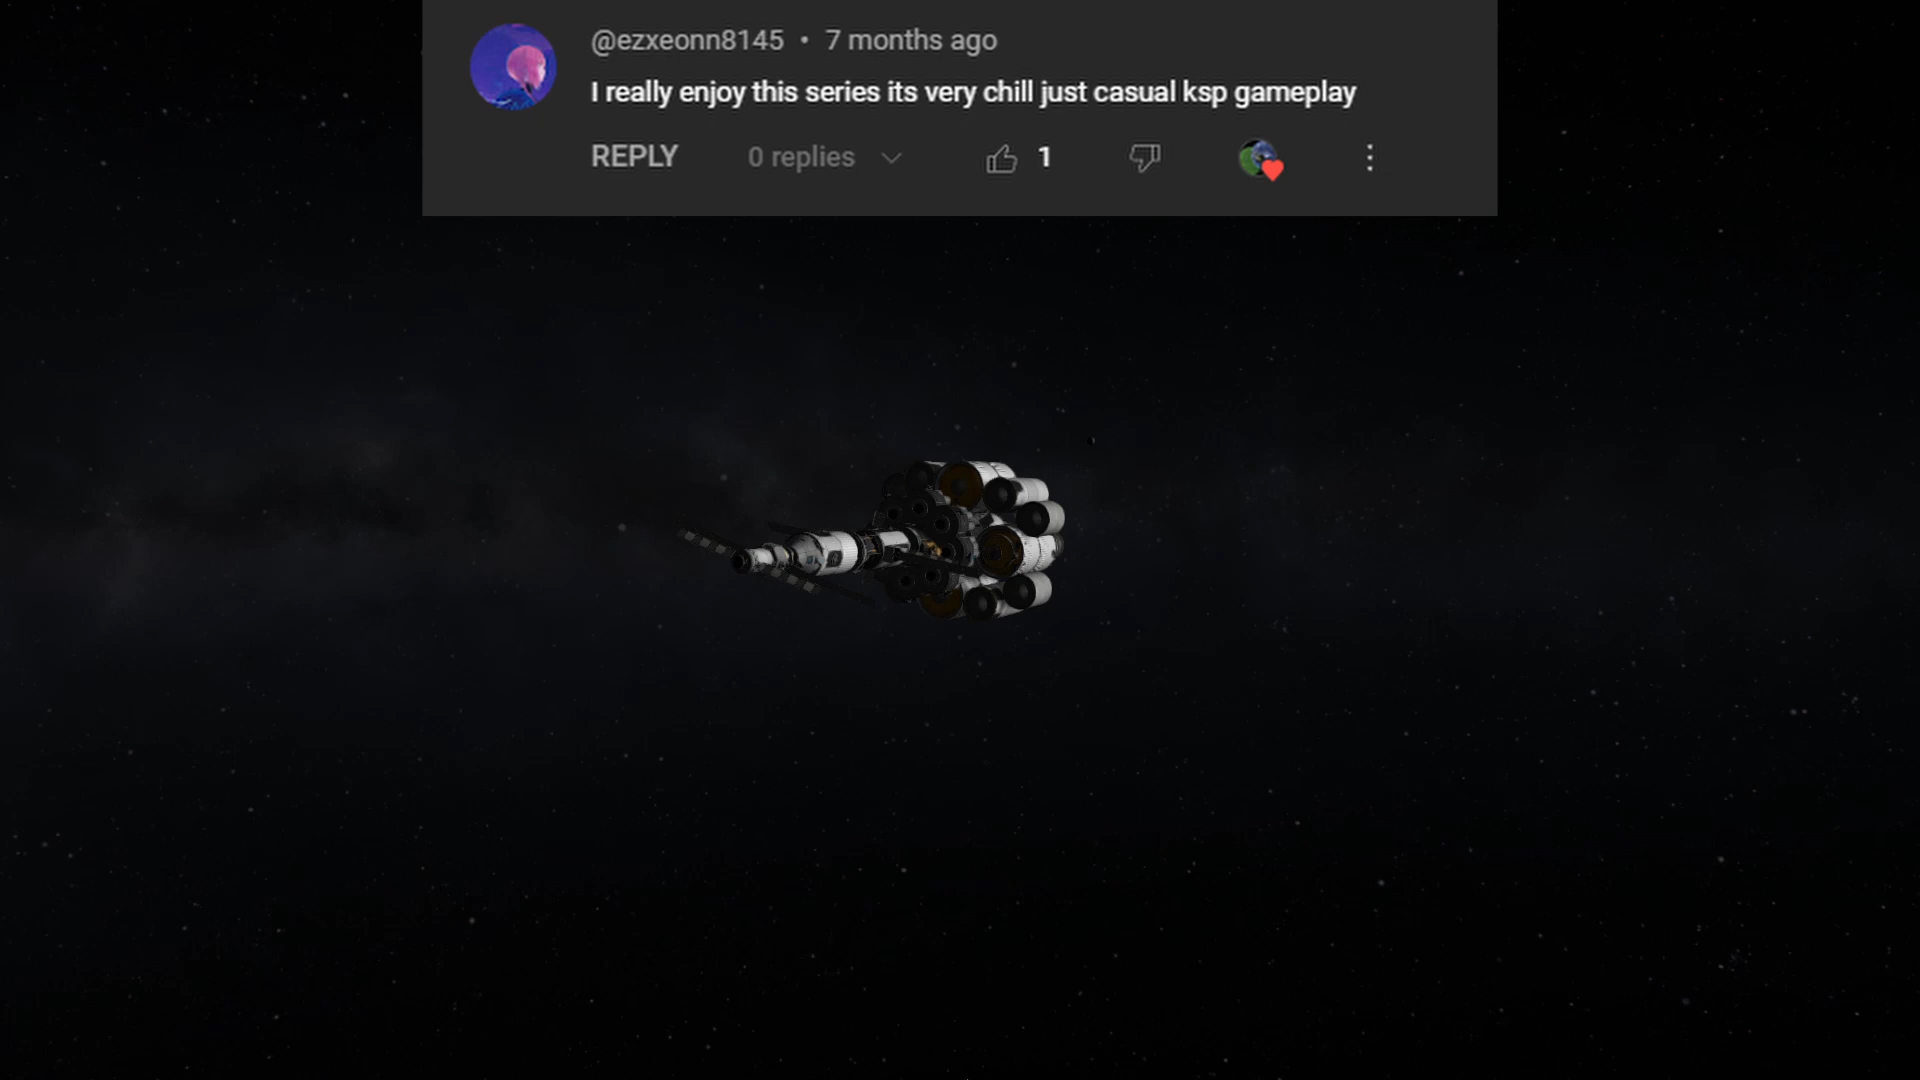 @ezxeonn8145 • 7 months ago
I really enjoy this series its very chill just casual ksp gameplay
REPLY 0 replies 1